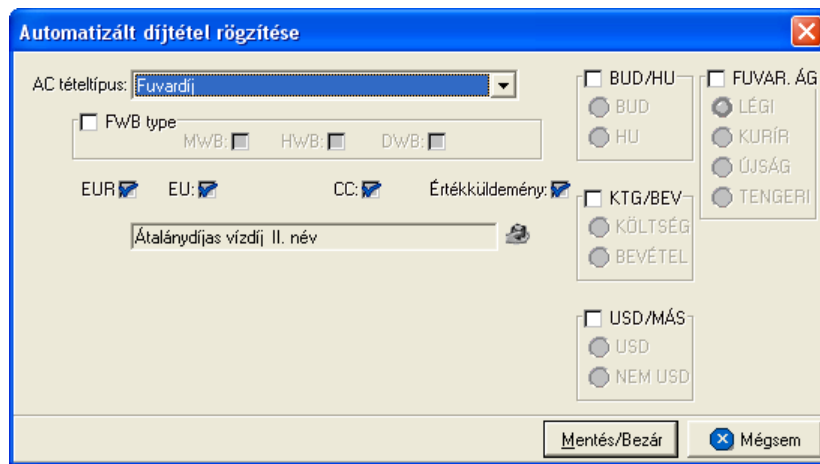 Automatizált díjtétel rögzítése
AC tételtípus: Fuvardíj
FWB type
MWB: HWB: DWB:
EUR EU: CC: Értékküldemény:
Átalánydíjas vízdíj II. név
BUD/HU
BUD
HU
KTG/BEV
KÖLTSÉG
BEVÉTEL
USD/MÁS
USD
NEM USD
FUVAR. ÁG
LÉGI
KURÍR
ÚJSÁG
TENGERI
Mentés/Bezár
Mégsem